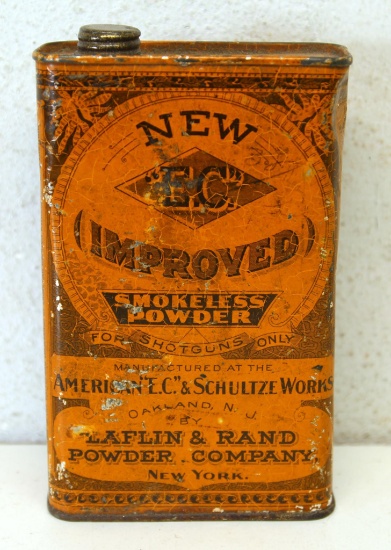 NEW
"E.C."
IMPROVED
SMOKELESS
POWDER
FOR SHOTGUNS ONLY
MANUFACTURED AT THE
AMERICAN "E.C." & SCHULTZE WORKS
OAKLAND, N. J.
BY
LAFLIN & RAND
POWDER COMPANY,
NEW YORK.